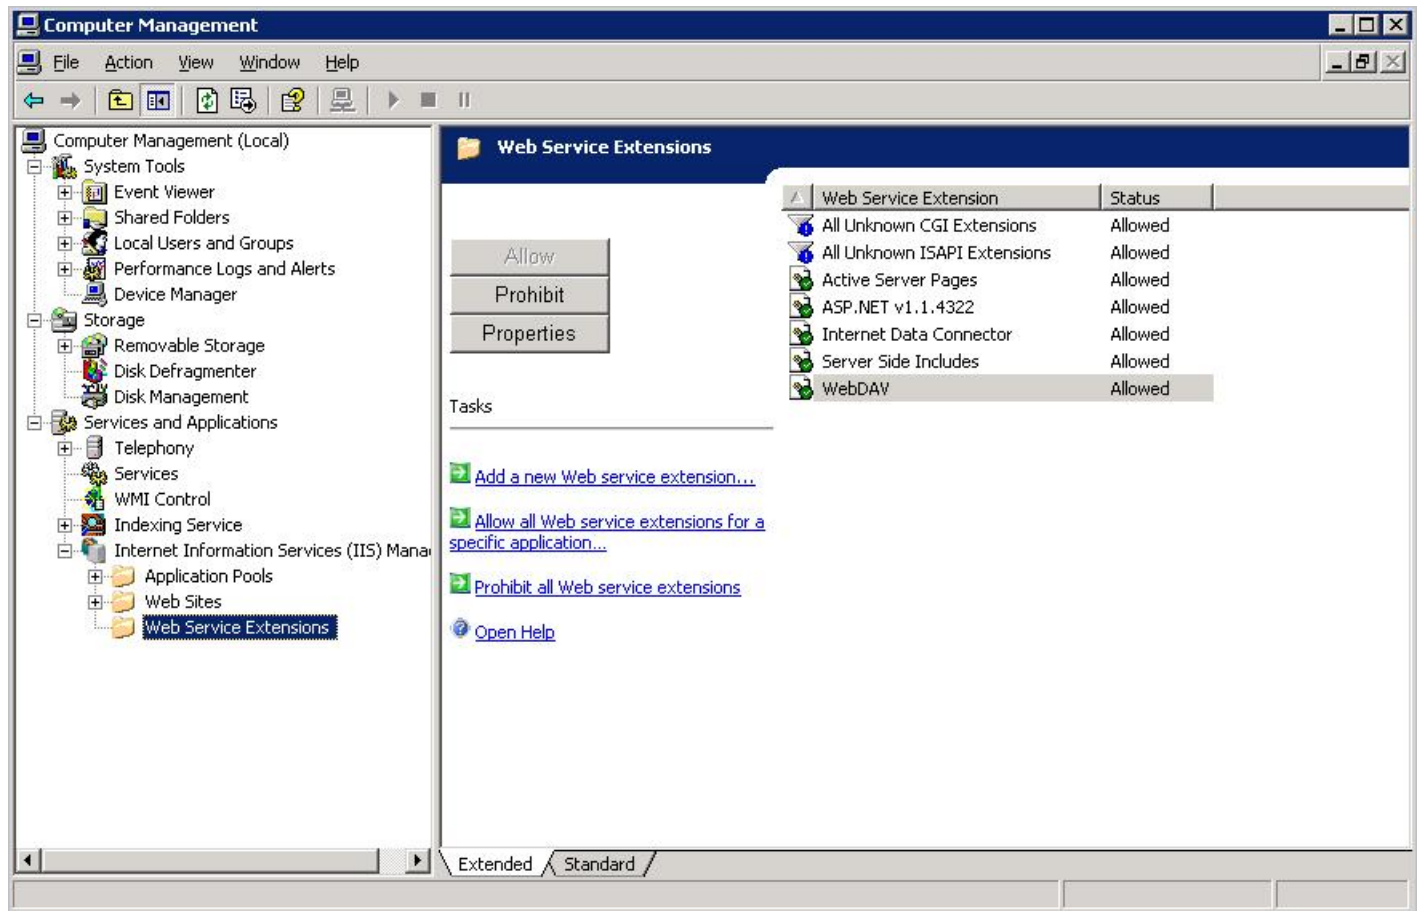 Computer Management
File Action View Window Help
Computer Management (Local)
System Tools
Event Viewer
Shared Folders
Local Users and Groups
Performance Logs and Alerts
Device Manager
Storage
Removable Storage
Disk Defragmenter
Disk Management
Services and Applications
Telephony
Services
WMI Control
Indexing Service
Internet Information Services (IIS) Mana
Application Pools
Web Sites
Web Service Extensions
Web Service Extensions
Allow
Prohibit
Properties
Tasks
Add a new Web service extension...
Allow all Web service extensions for a
specific application...
Prohibit all Web service extensions
Open Help
Web Service Extension Status
All Unknown CGI Extensions Allowed
All Unknown ISAPI Extensions Allowed
Active Server Pages Allowed
ASP.NET v1.1.4322 Allowed
Internet Data Connector Allowed
Server Side Includes Allowed
WebDAV Allowed
Extended Standard